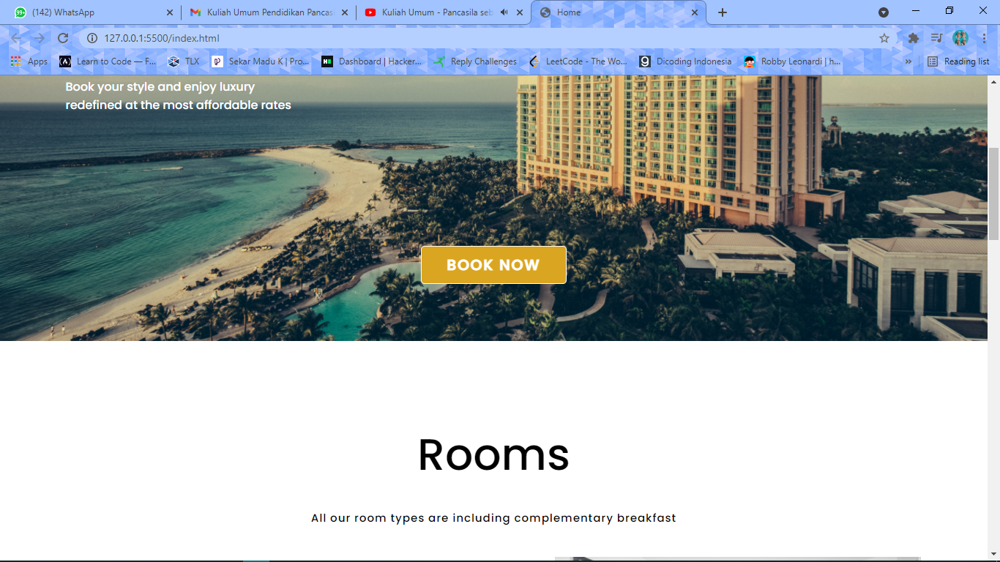 99+ (142) WhatsApp
Kuliah Umum Pendidikan Pancas
Kuliah Umum - Pancasila seb
Home
127.0.0.1:5500/index.html
Apps
Learn to Code — F...
TLX
Sekar Madu K | Pro...
Dashboard | Hacker...
Reply Challenges
LeetCode - The Wo...
Dicoding Indonesia
Robby Leonardi | h...
»
Reading list
Book your style and enjoy luxury
redefined at the most affordable rates
BOOK NOW
Rooms
All our room types are including complementary breakfast